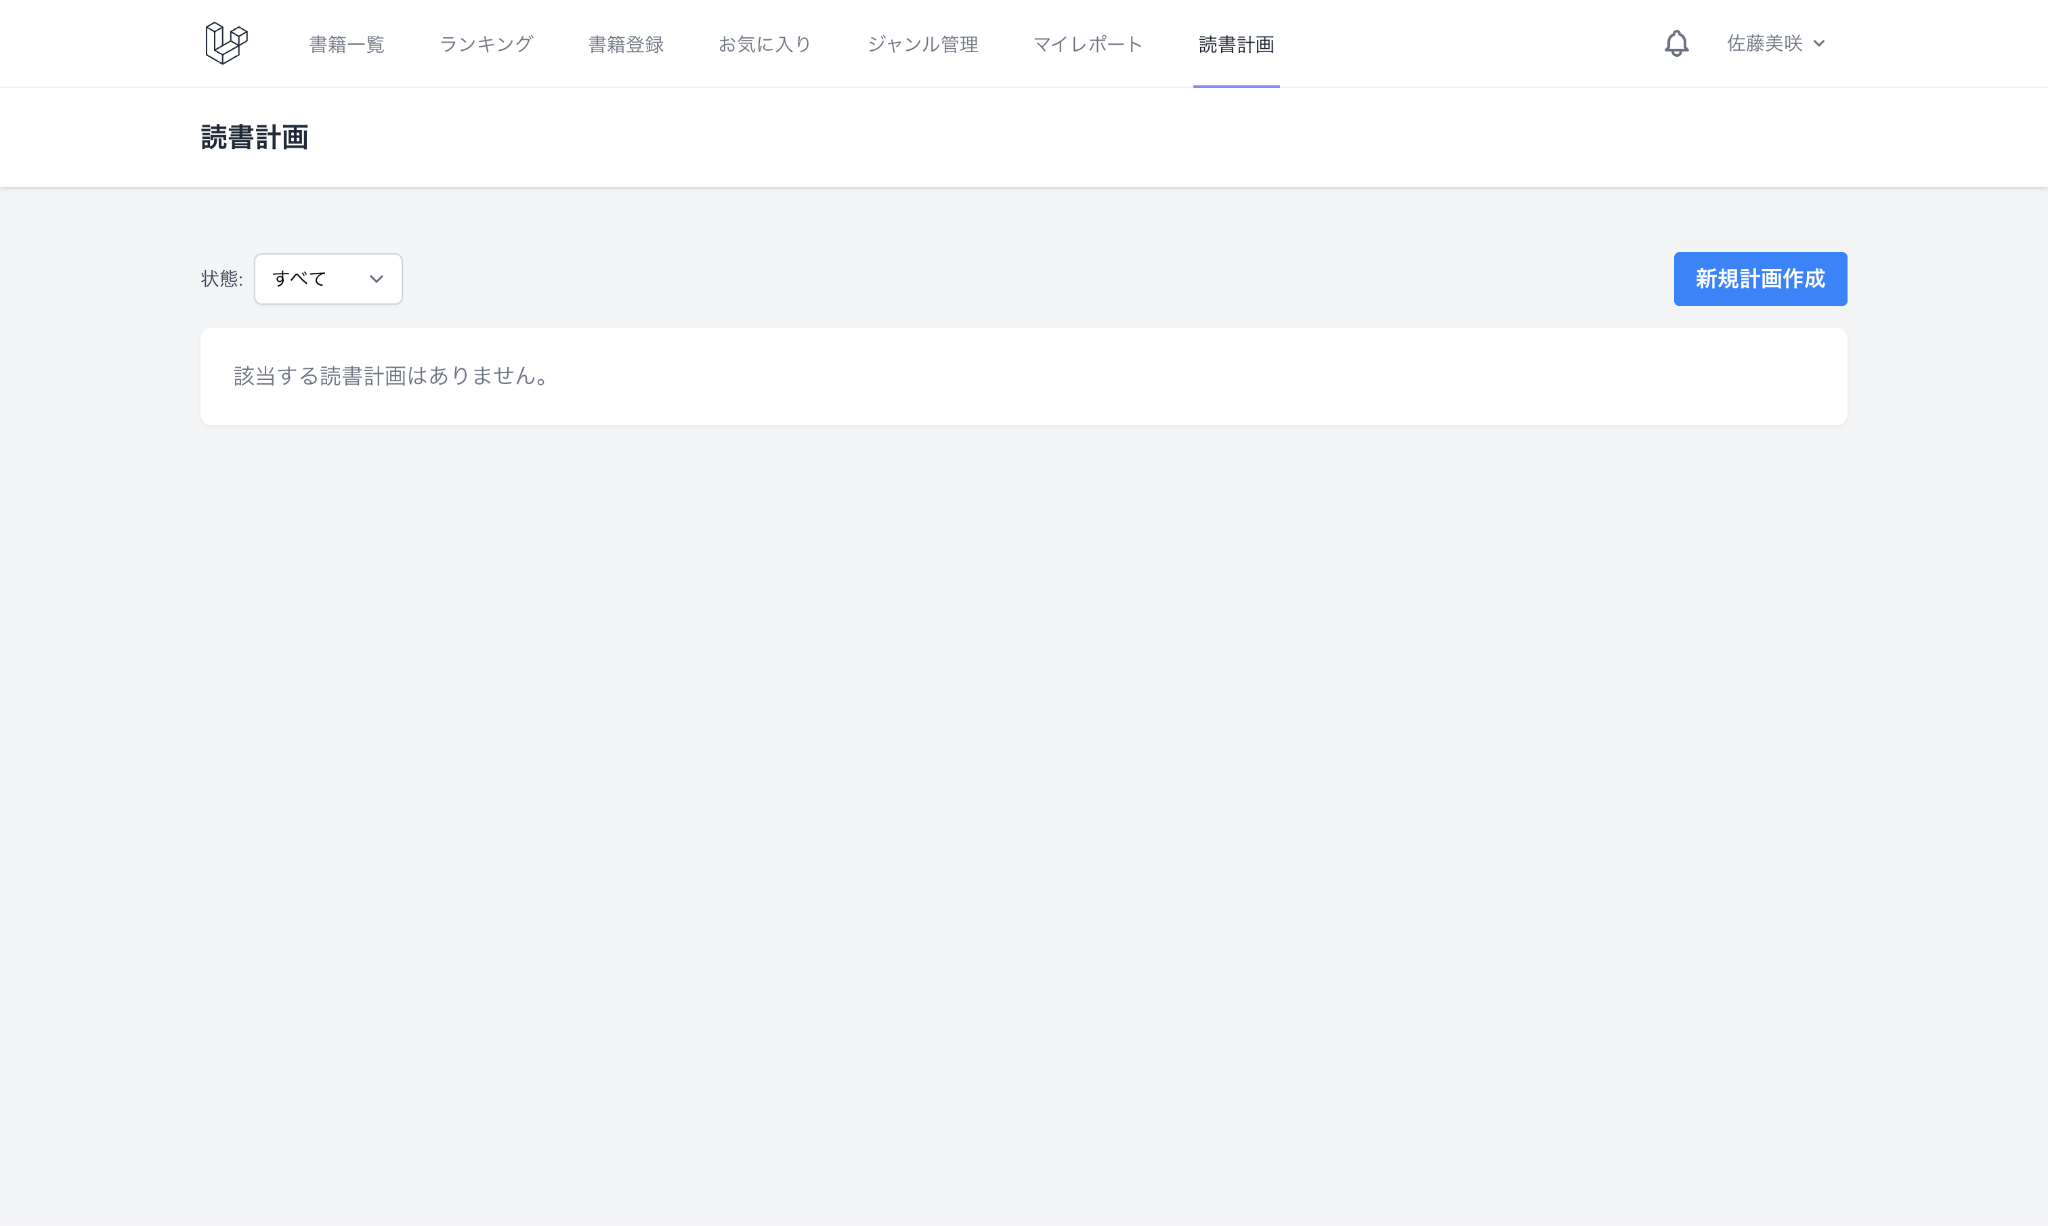 書籍一覧 ランキング 書籍登録 お気に入り ジャンル管理 マイレポート 読書計画 佐藤美咲
読書計画
状態: すべて 新規計画作成
該当する読書計画はありません。